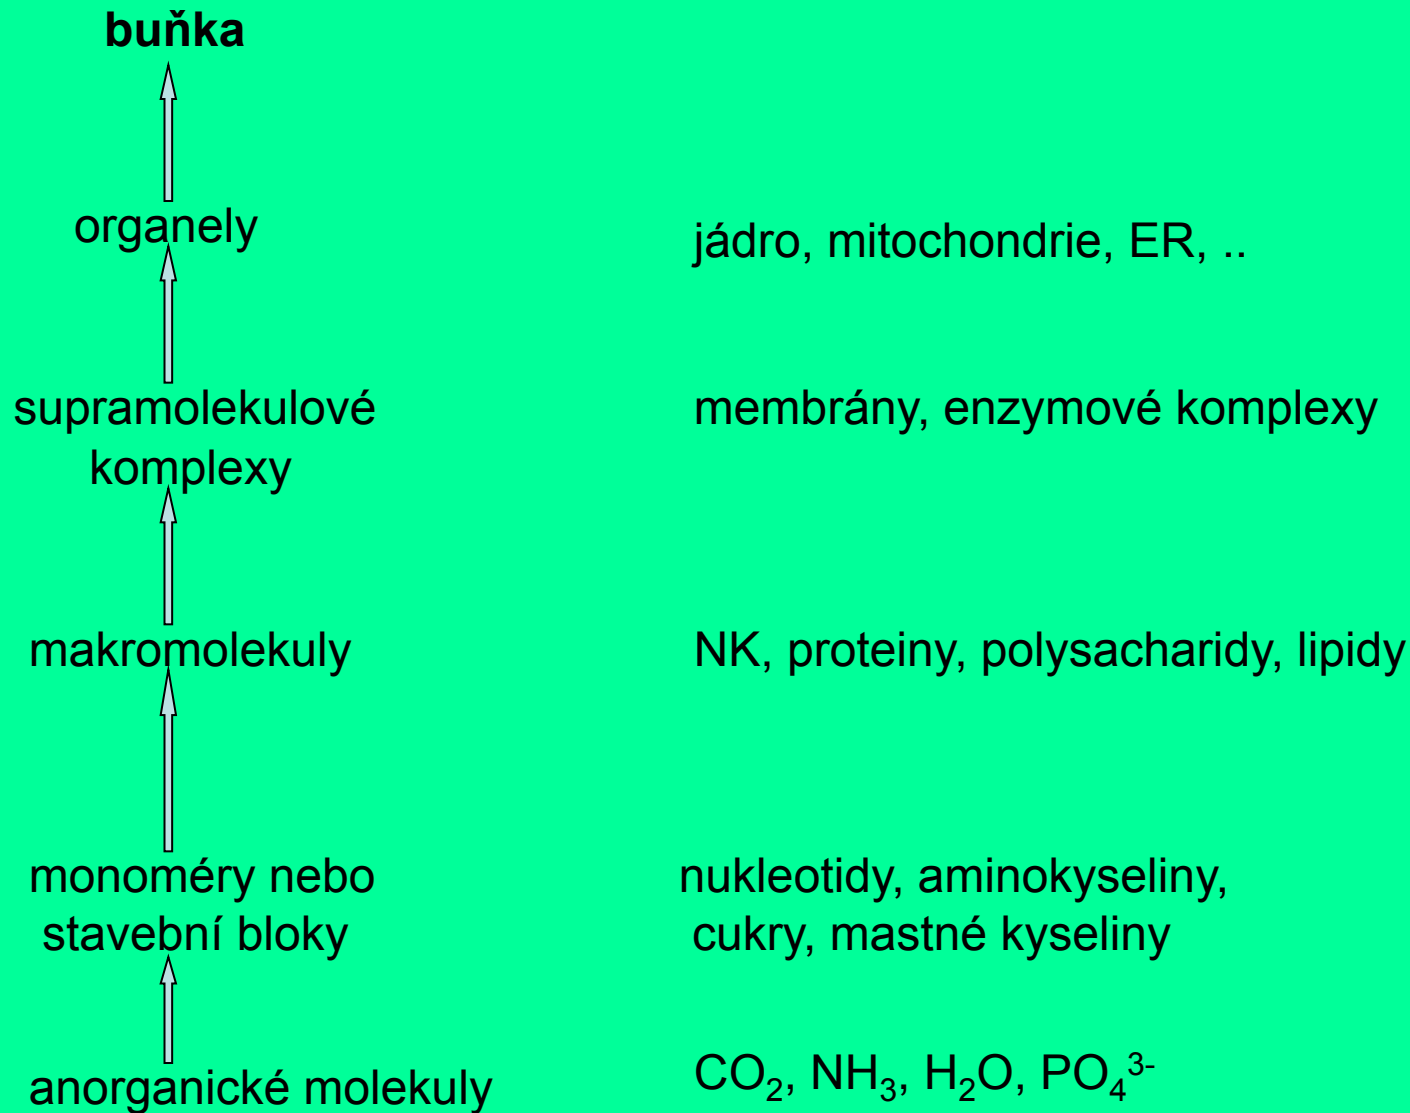 buňka
organely
jádro, mitochondrie, ER, ..
supramolekulové
komplexy
membrány, enzymové komplexy
makromolekuly
NK, proteiny, polysacharidy, lipidy
monoméry nebo
stavební bloky
nukleotidy, aminokyseliny,
cukry, mastné kyseliny
anorganické molekuly
CO₂, NH₃, H₂O, PO₄³⁻